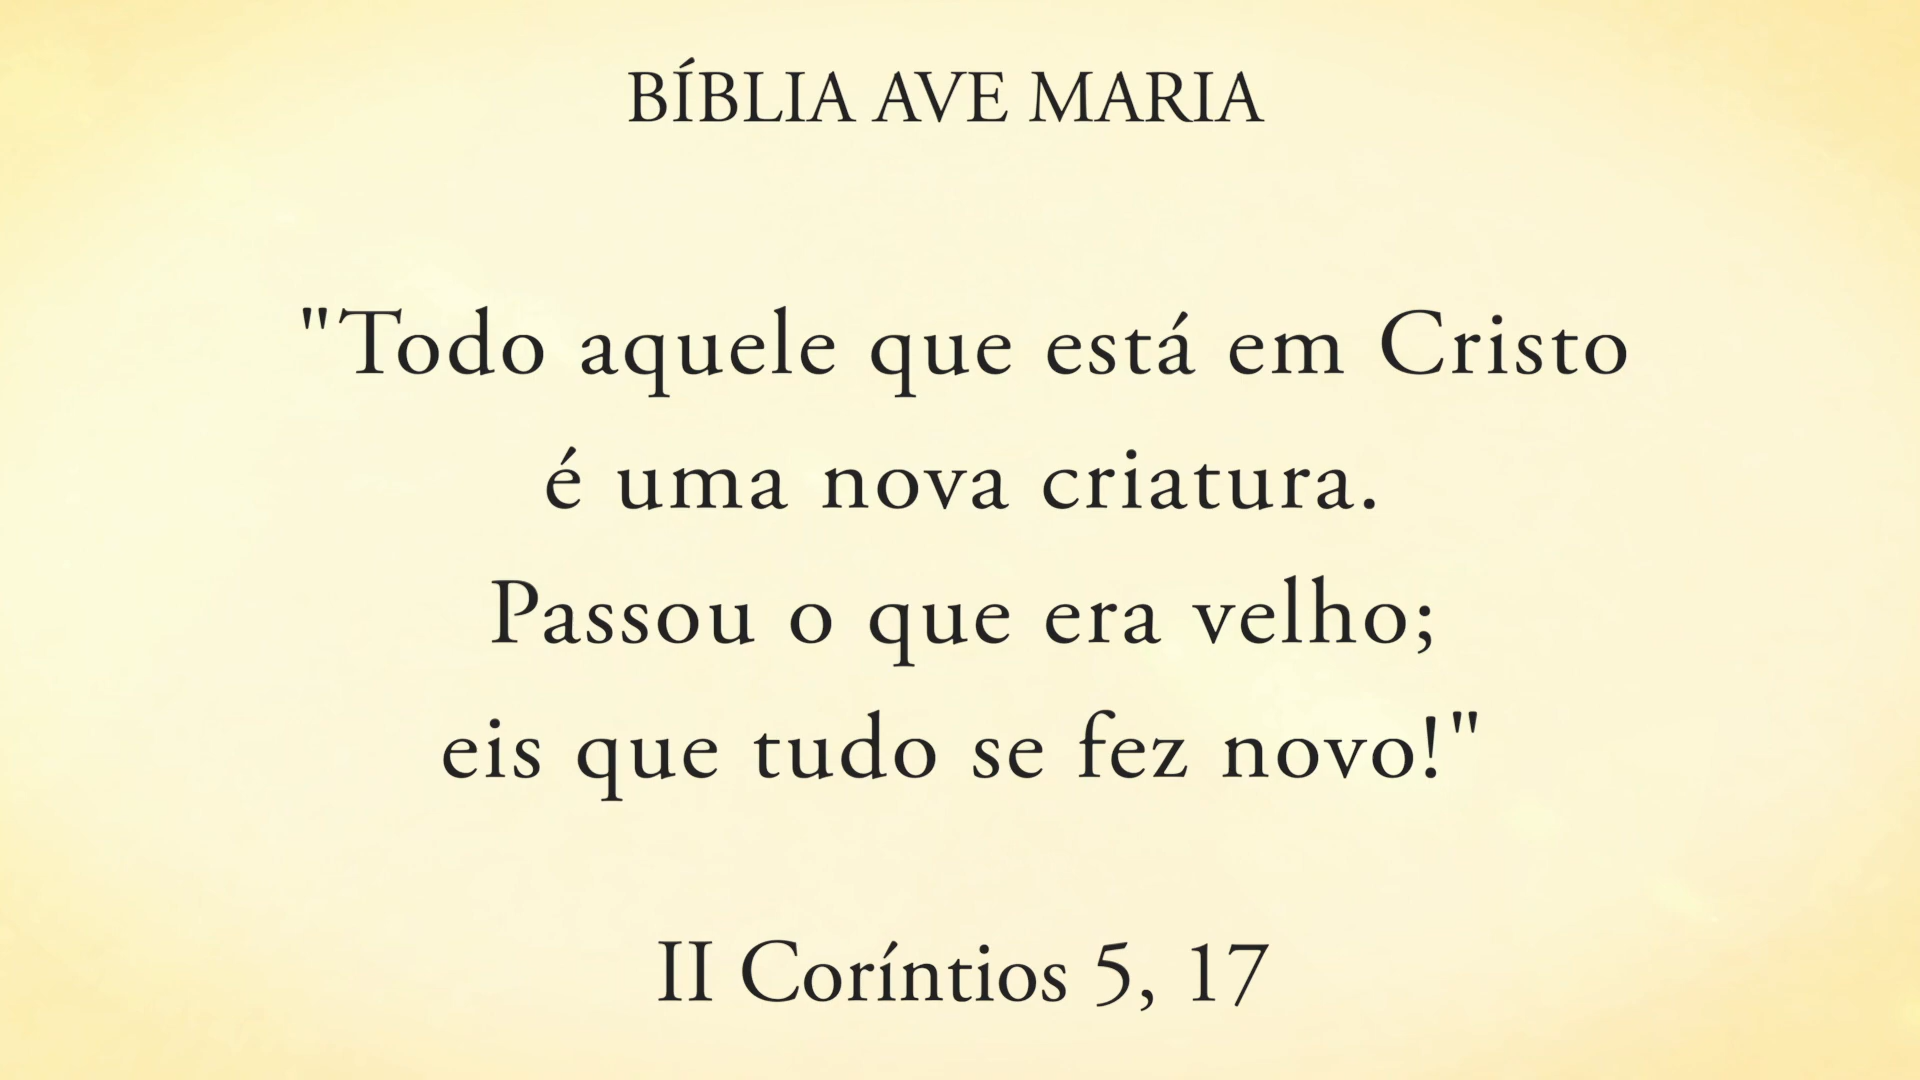 BÍBLIA AVE MARIA
"Todo aquele que está em Cristo
é uma nova criatura.
Passou o que era velho;
eis que tudo se fez novo!"
II Coríntios 5, 17